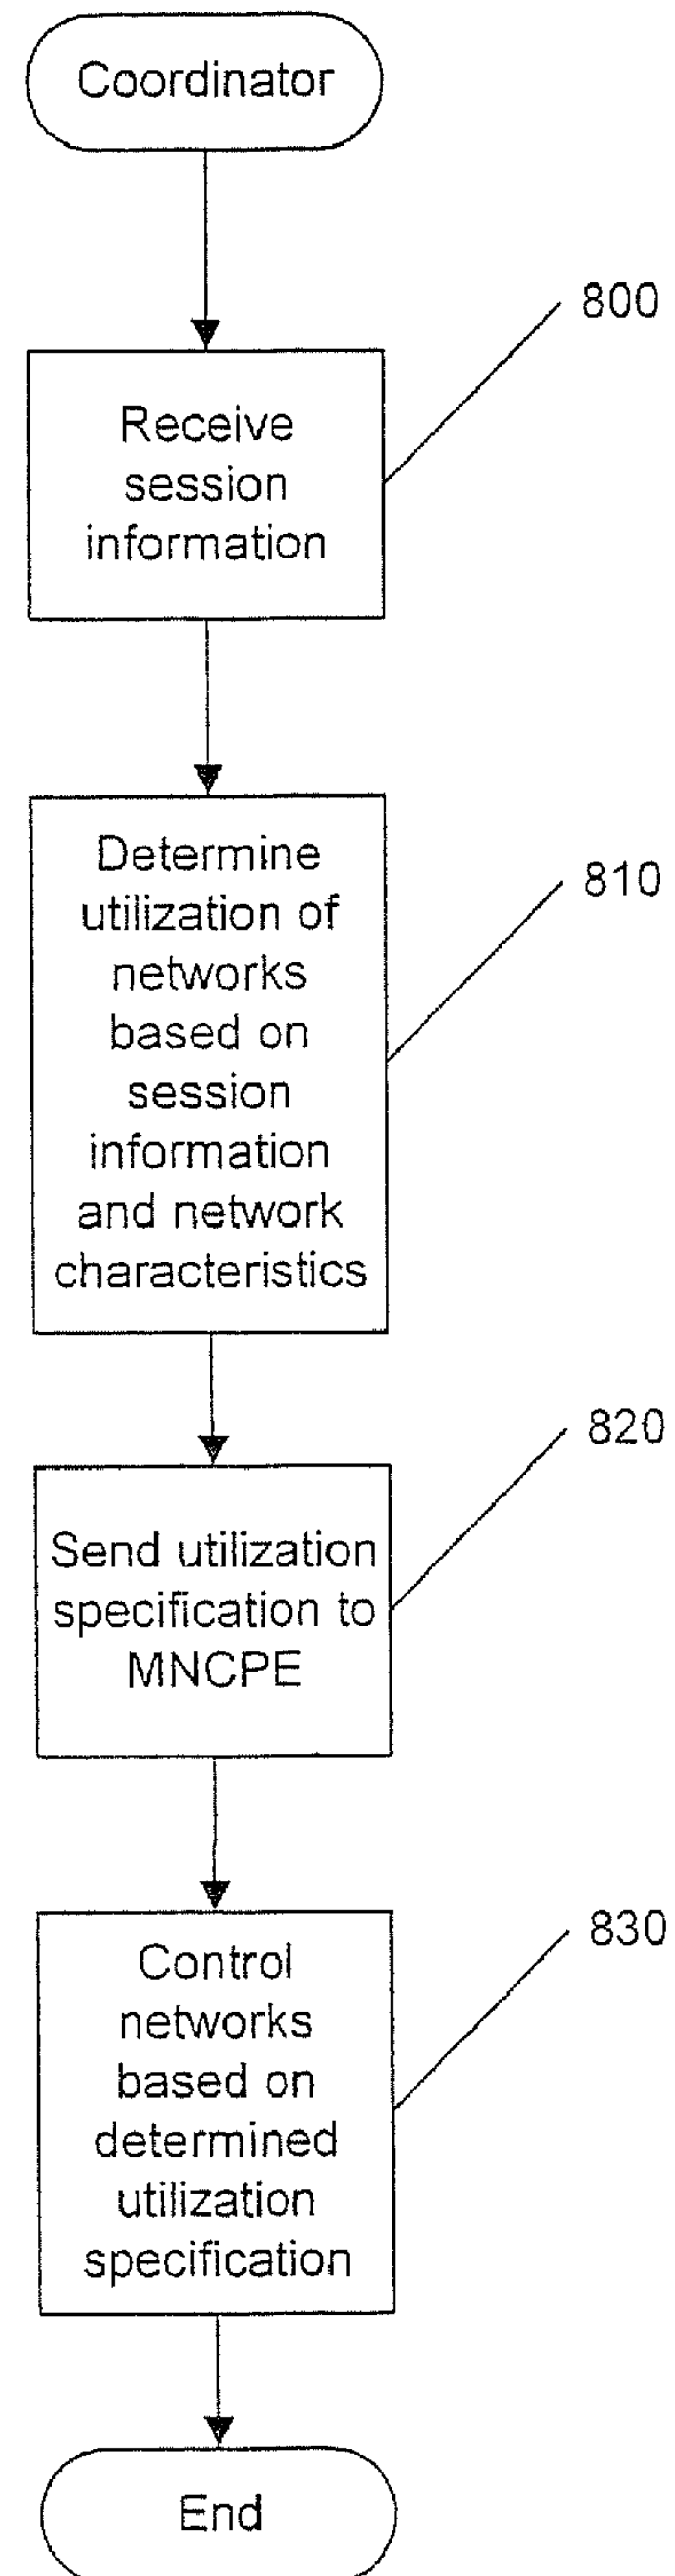 Coordinator
800
Receive
session
information
810
Determine
utilization of
networks
based on
session
information
and network
characteristics
820
Send utilization
specification to
MNCPE
830
Control
networks
based on
determined
utilization
specification
End